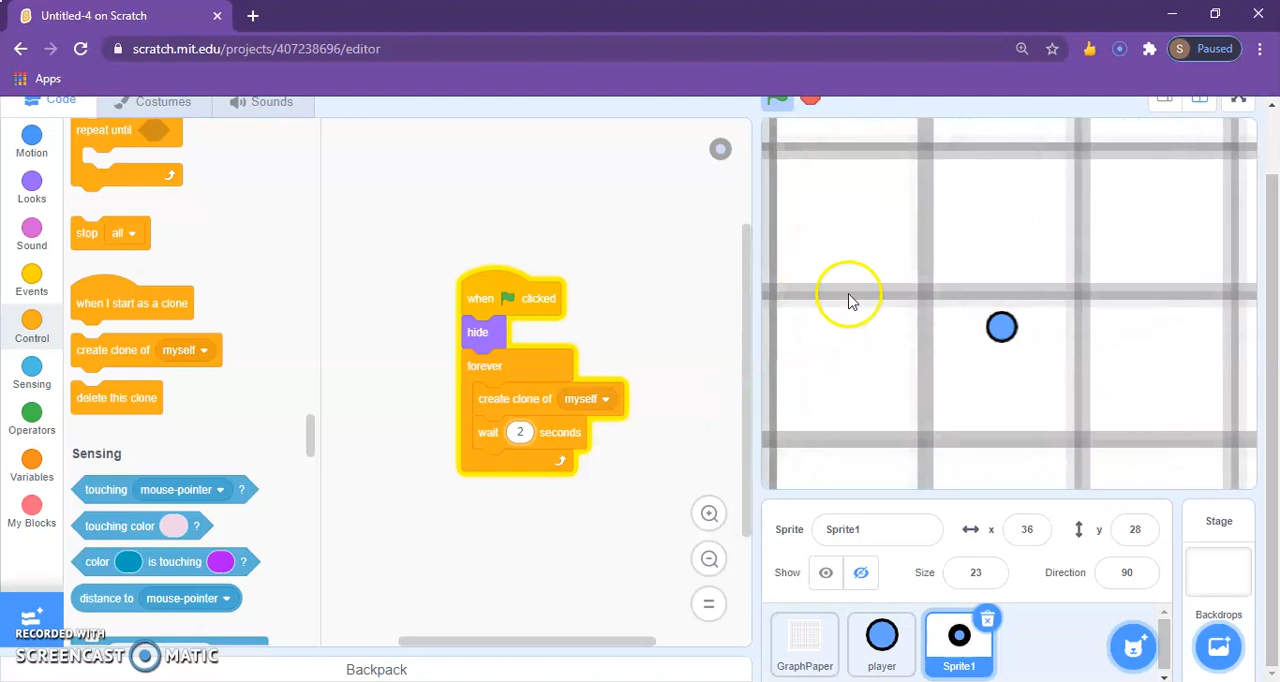 Untitled-4 on Scratch
scratch.mit.edu/projects/407238696/editor
S Paused
Apps
Code
Costumes
Sounds
Motion
Looks
Sound
Events
Control
Sensing
Operators
Variables
My Blocks
repeat until
stop all
when I start as a clone
create clone of myself
delete this clone
Sensing
touching mouse-pointer ?
touching color ?
color is touching ?
distance to mouse-pointer
when clicked
hide
forever
create clone of myself
wait 2 seconds
Sprite Sprite1 x 36 y 28
Show Size 23 Direction 90
GraphPaper
player
Sprite1
Stage
Backdrops
Backpack
RECORDED WITH
SCREENCAST MATIC